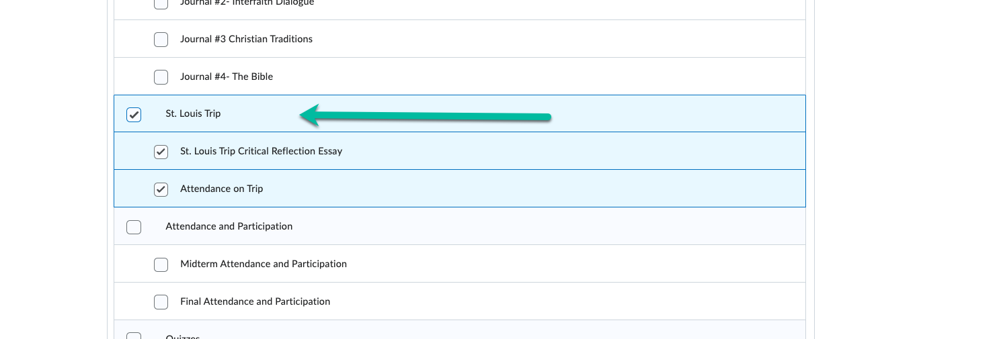 Journal #2- Interfaith Dialogue
Journal #3 Christian Traditions
Journal #4- The Bible
St. Louis Trip
St. Louis Trip Critical Reflection Essay
Attendance on Trip
Attendance and Participation
Midterm Attendance and Participation
Final Attendance and Participation
Quizzes